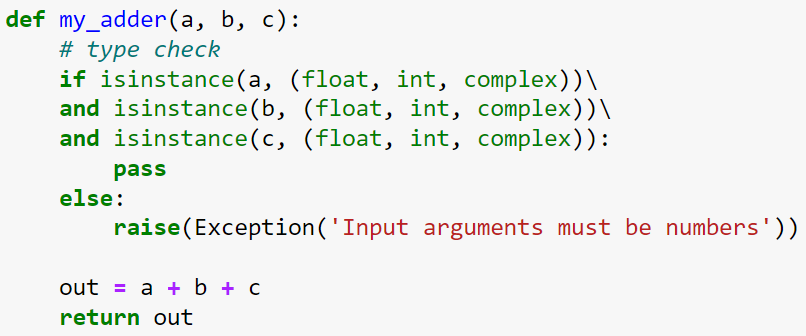 def my_adder(a, b, c):
    # type check
    if isinstance(a, (float, int, complex))\
    and isinstance(b, (float, int, complex))\
    and isinstance(c, (float, int, complex)):
        pass
    else:
        raise(Exception('Input arguments must be numbers'))

    out = a + b + c
    return out